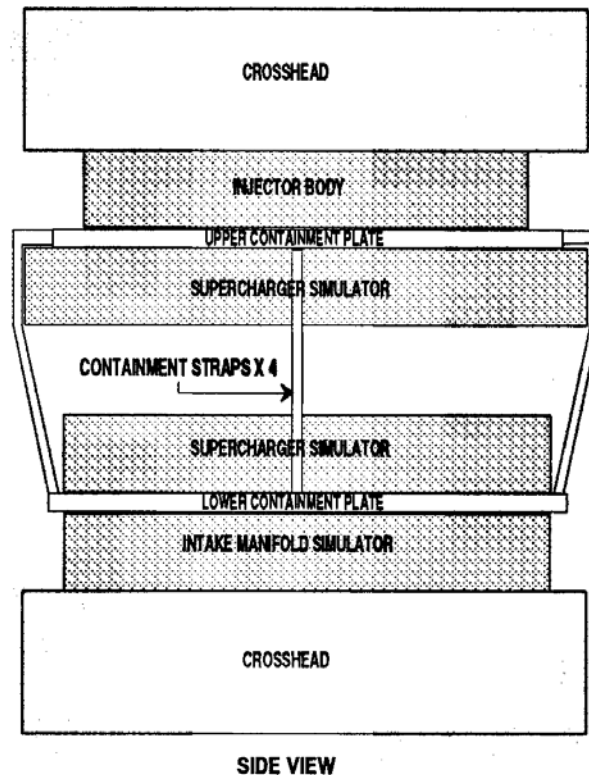 CROSSHEAD
INJECTOR BODY
UPPER CONTAINMENT PLATE
SUPERCHARGER SIMULATOR
CONTAINMENT STRAPS X 4
SUPERCHARGER SIMULATOR
LOWER CONTAINMENT PLATE
INTAKE MANIFOLD SIMULATOR
CROSSHEAD
SIDE VIEW